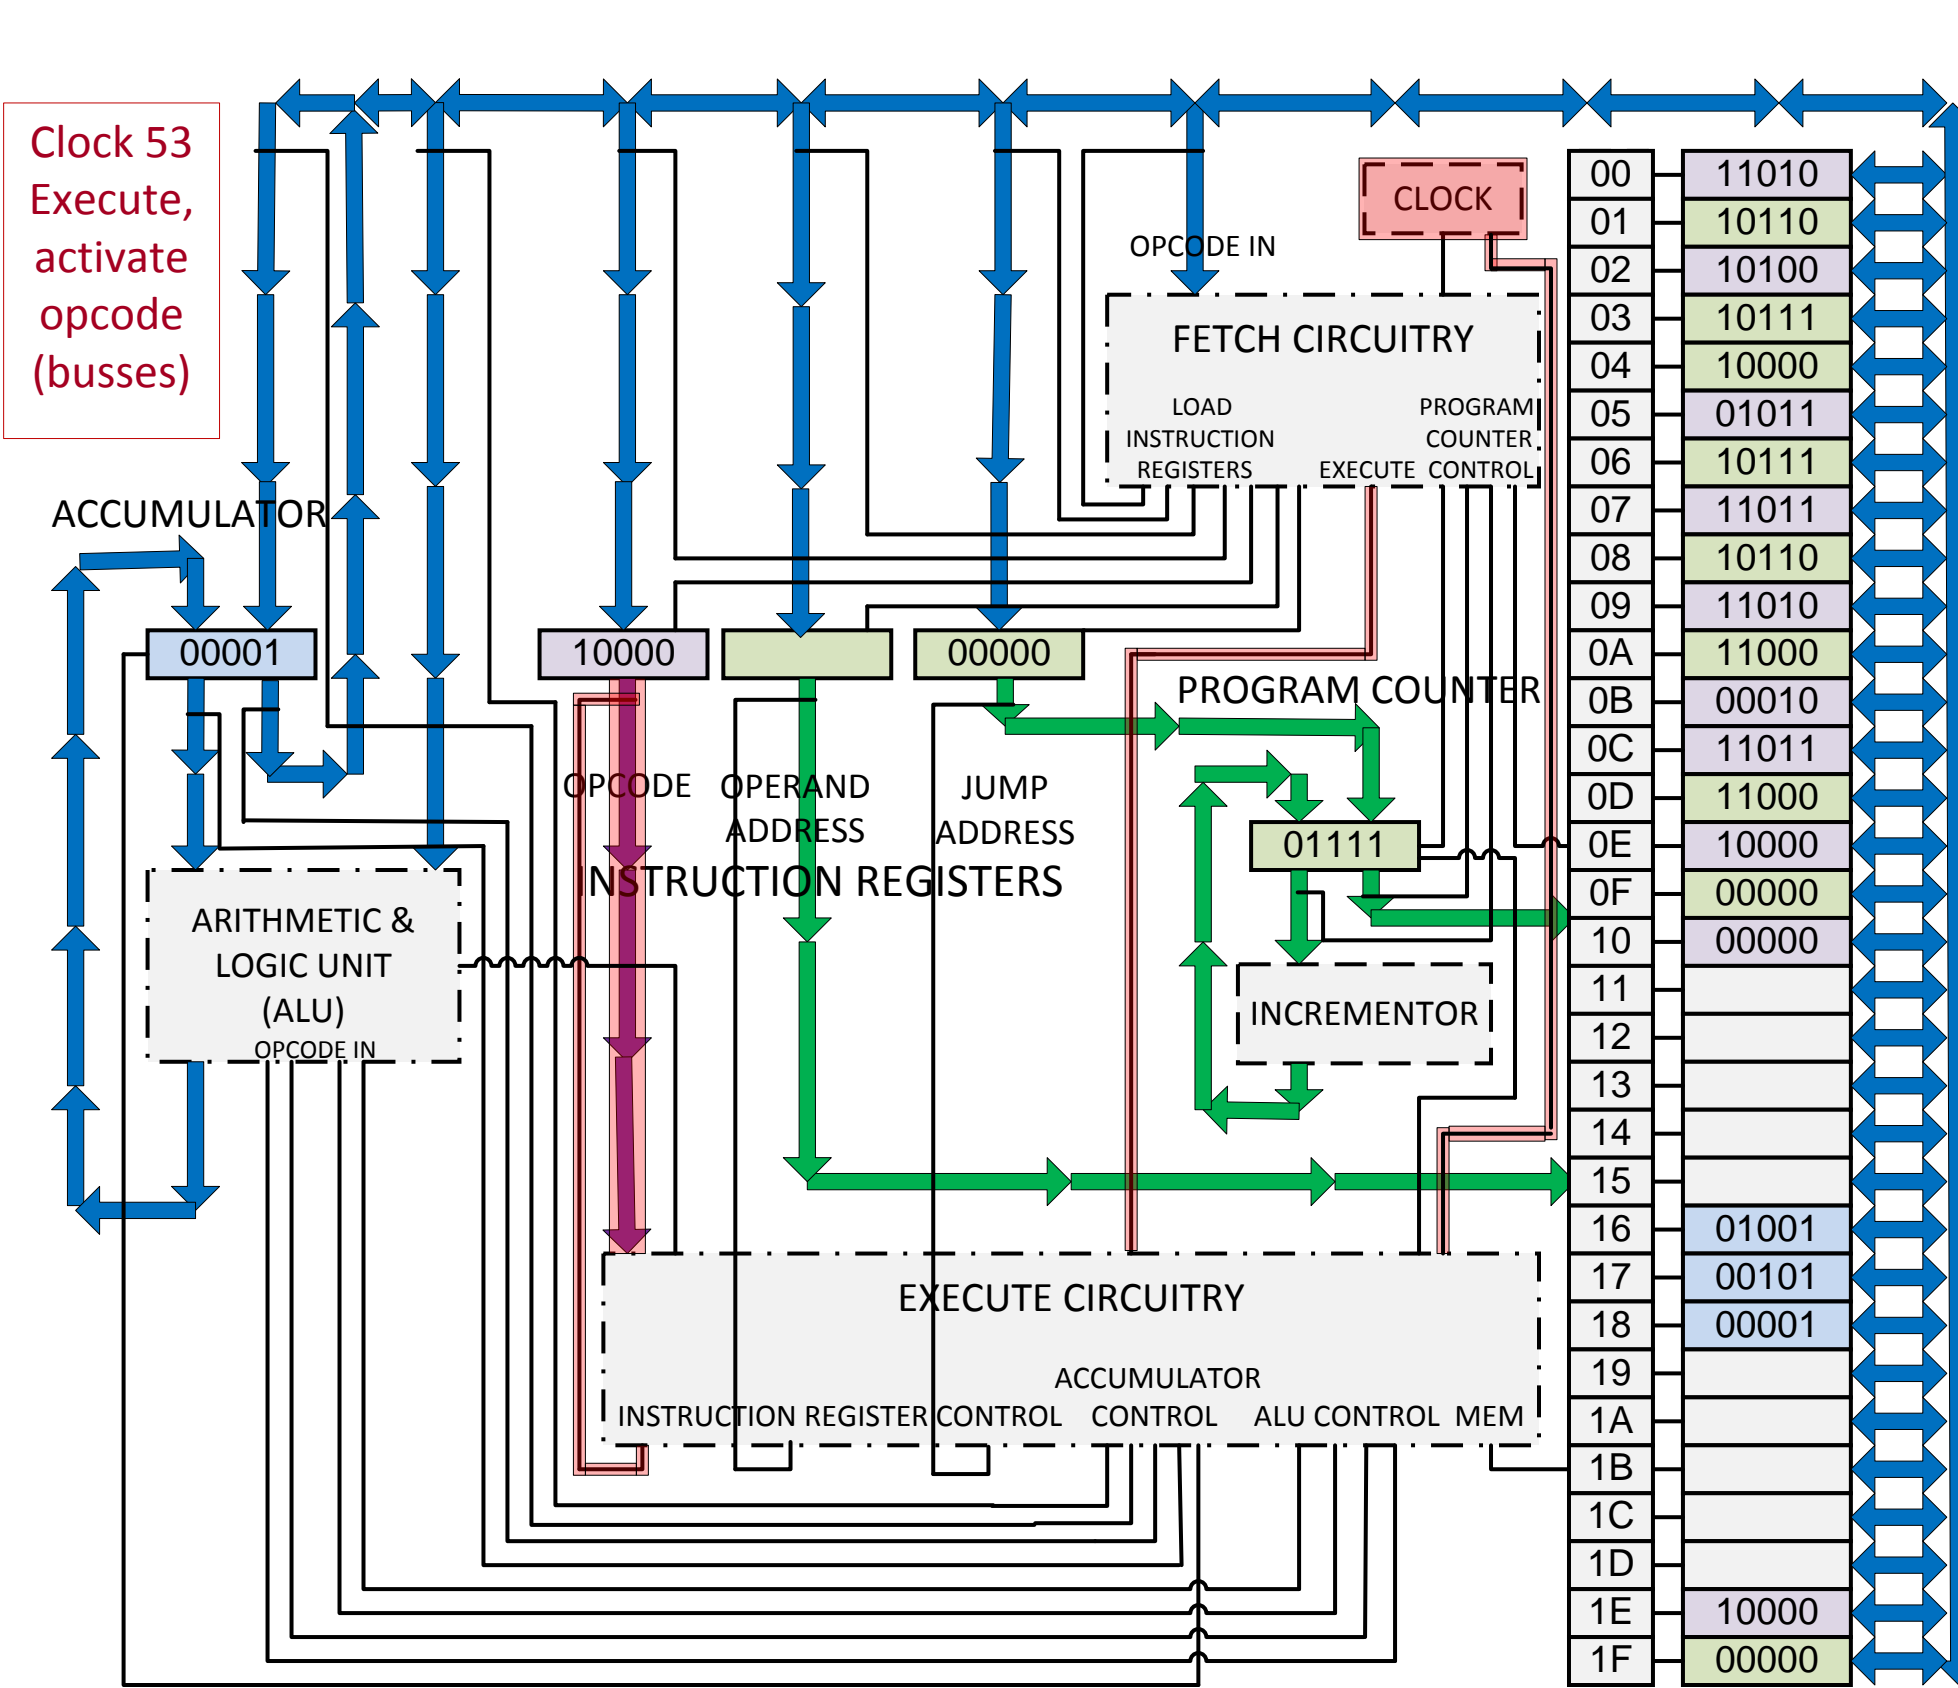 Clock 53
Execute,
activate
opcode
(busses)
CLOCK
OPCODE IN
FETCH CIRCUITRY
LOAD
INSTRUCTION
REGISTERS
EXECUTE
PROGRAM
COUNTER
CONTROL
ACCUMULATOR
00001
10000
00000
PROGRAM COUNTER
OPCODE
OPERAND
ADDRESS
JUMP
ADDRESS
INSTRUCTION REGISTERS
01111
ARITHMETIC &
LOGIC UNIT
(ALU)
OPCODE IN
INCREMENTOR
EXECUTE CIRCUITRY
INSTRUCTION REGISTER CONTROL
ACCUMULATOR
CONTROL
ALU CONTROL
MEM
00 11010
01 10110
02 10100
03 10111
04 10000
05 01011
06 10111
07 11011
08 10110
09 11010
0A 11000
0B 00010
0C 11011
0D 11000
0E 10000
0F 00000
10 00000
11
12
13
14
15
16 01001
17 00101
18 00001
19
1A
1B
1C
1D
1E 10000
1F 00000